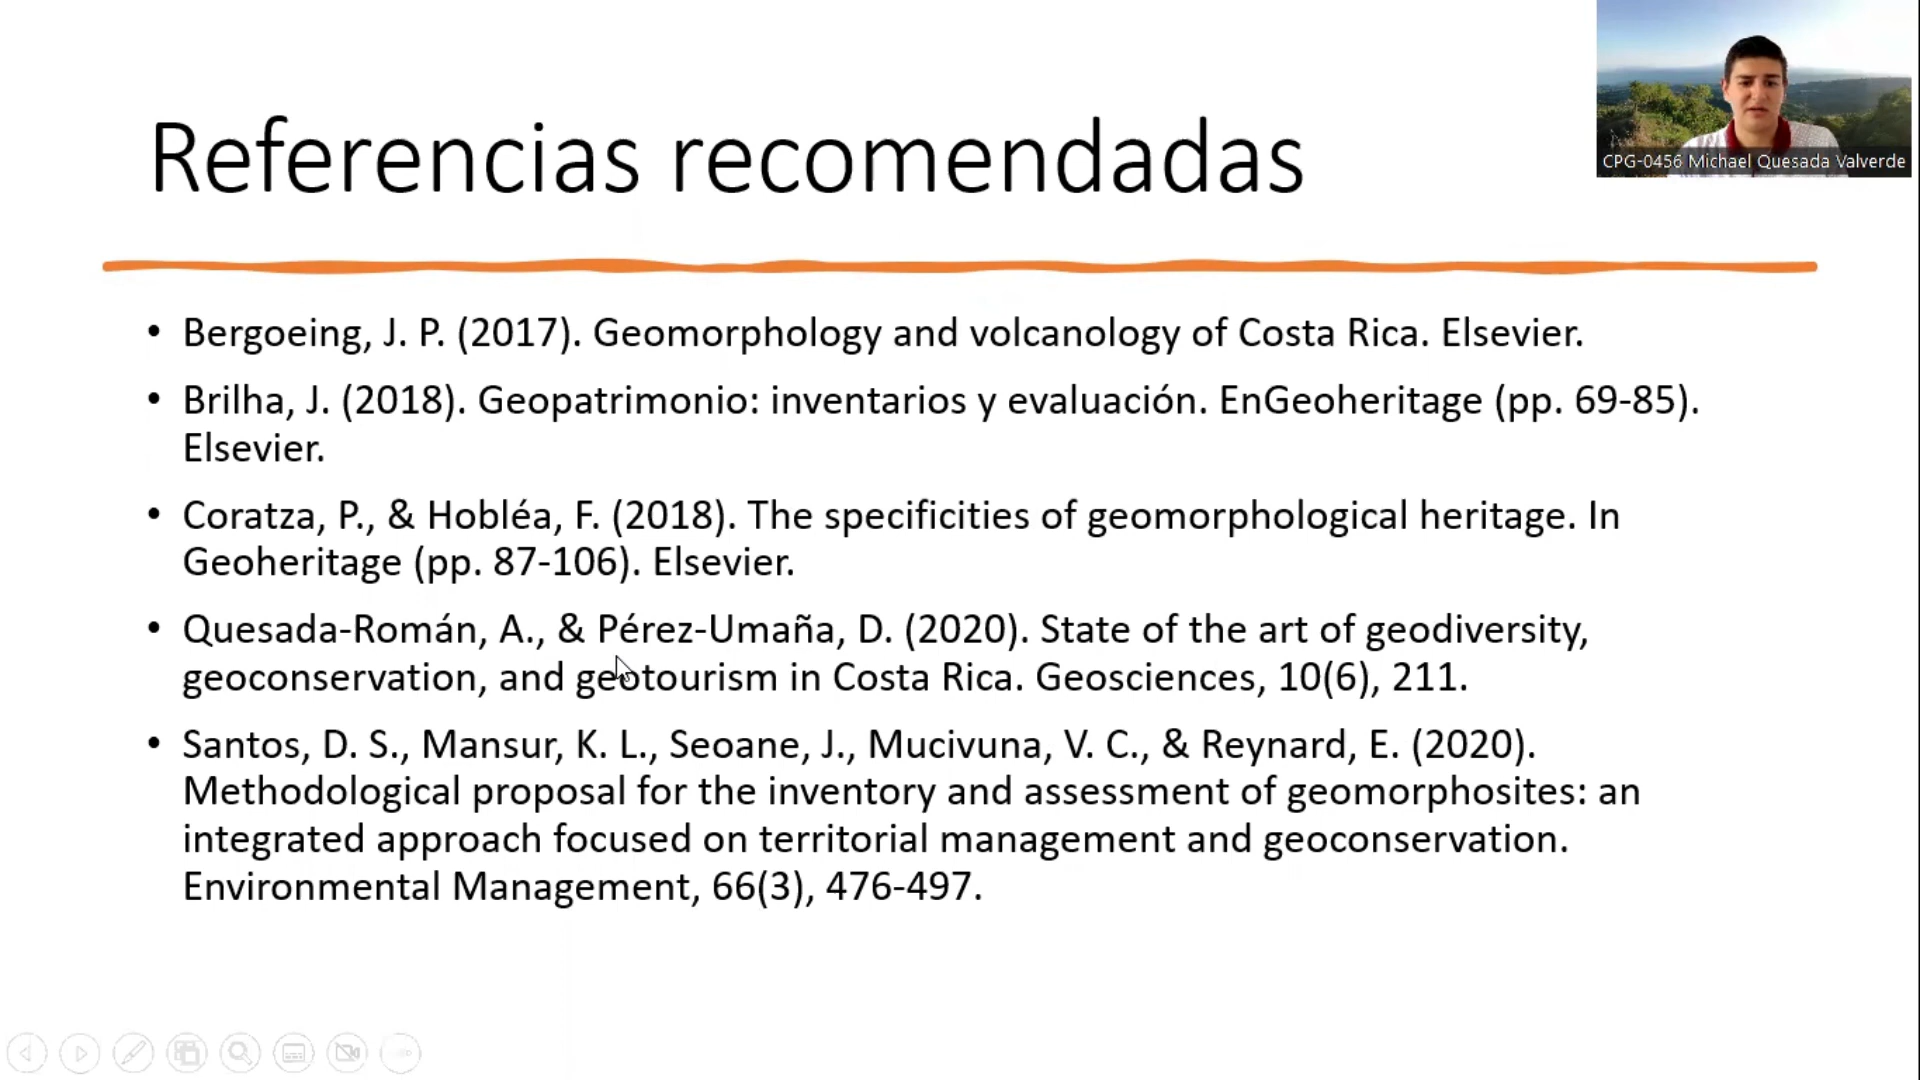 Referencias recomendadas
CPG-0456 Michael Quesada Valverde
• Bergoeing, J. P. (2017). Geomorphology and volcanology of Costa Rica. Elsevier.
• Brilha, J. (2018). Geopatrimonio: inventarios y evaluación. EnGeoheritage (pp. 69-85).
Elsevier.
• Coratza, P., & Hobléa, F. (2018). The specificities of geomorphological heritage. In
Geoheritage (pp. 87-106). Elsevier.
• Quesada-Román, A., & Pérez-Umaña, D. (2020). State of the art of geodiversity,
geoconservation, and geotourism in Costa Rica. Geosciences, 10(6), 211.
• Santos, D. S., Mansur, K. L., Seoane, J., Mucivuna, V. C., & Reynard, E. (2020).
Methodological proposal for the inventory and assessment of geomorphosites: an
integrated approach focused on territorial management and geoconservation.
Environmental Management, 66(3), 476-497.